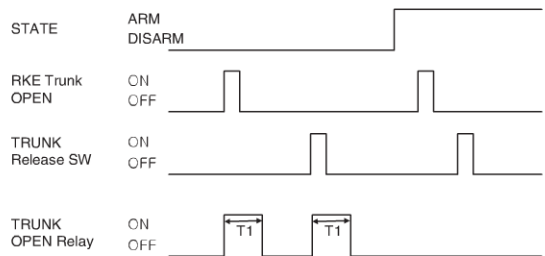 STATE
ARM
DISARM
RKE Trunk
OPEN
ON
OFF
TRUNK
Release SW
ON
OFF
TRUNK
OPEN Relay
ON
OFF
T1
T1